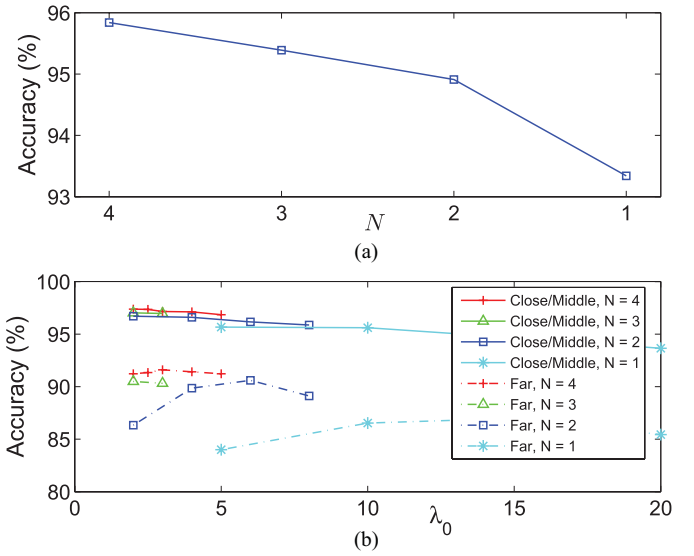 96
95
94
93
Accuracy (%)
4 3 2 1
N
(a)
100
95
90
85
80
Accuracy (%)
Close/Middle, N = 4
Close/Middle, N = 3
Close/Middle, N = 2
Close/Middle, N = 1
Far, N = 4
Far, N = 3
Far, N = 2
Far, N = 1
0 5 10 15 20
λ0
(b)